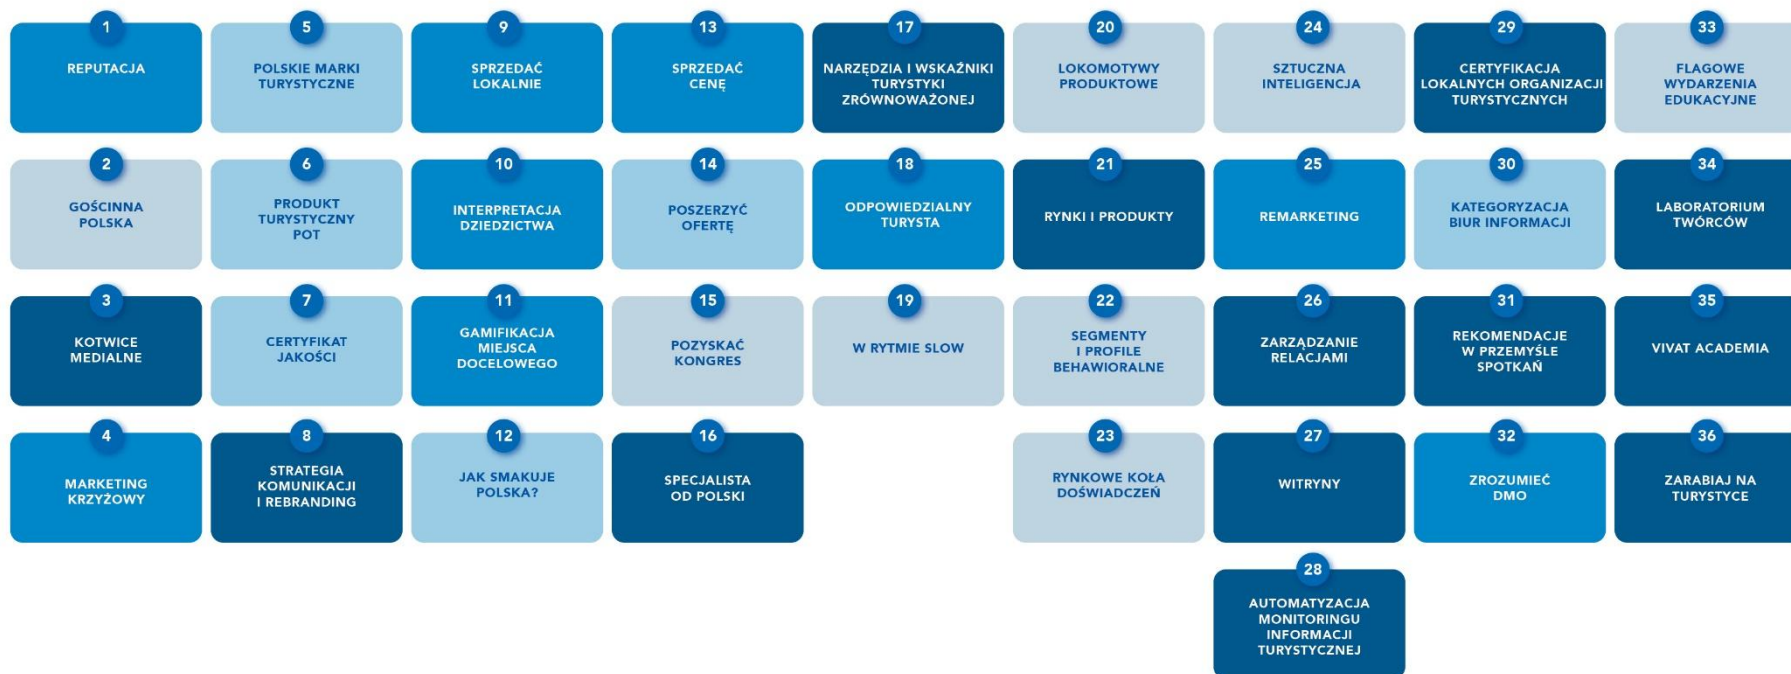 1
REPUTACJA
2
GOŚCINNA
POLSKA
3
KOTWICE
MEDIALNE
4
MARKETING
KRZYŻOWY
5
POLSKIE MARKI
TURYSTYCZNE
6
PRODUKT
TURYSTYCZNY
POT
7
CERTYFIKAT
JAKOŚCI
8
STRATEGIA
KOMUNIKACJI
I REBRANDING
9
SPRZEDAĆ
LOKALNIE
10
INTERPRETACJA
DZIEDZICTWA
11
GAMIFIKACJA
MIEJSCA
DOCELOWEGO
12
JAK SMAKUJE
POLSKA?
13
SPRZEDAĆ
CENĘ
14
POSZERZYĆ
OFERTĘ
15
POZYSKAĆ
KONGRES
16
SPECJALISTA
OD POLSKI
17
NARZĘDZIA I WSKAŹNIKI
TURYSTYKI
ZRÓWNOWAŻONEJ
18
ODPOWIEDZIALNY
TURYSTA
19
W RYTMIE SLOW
20
LOKOMOTYWY
PRODUKTOWE
21
RYNKI I PRODUKTY
22
SEGMENTY
I PROFILE
BEHAWIORALNE
23
RYNKOWE KOŁA
DOŚWIADCZEŃ
24
SZTUCZNA
INTELIGENCJA
25
REMARKETING
26
ZARZĄDZANIE
RELACJAMI
27
WITRYNY
28
AUTOMATYZACJA
MONITORINGU
INFORMACJI
TURYSTYCZNEJ
29
CERTYFIKACJA
LOKALNYCH ORGANIZACJI
TURYSTYCZNYCH
30
KATEGORYZACJA
BIUR INFORMACJI
31
REKOMENDACJE
W PRZEMYŚLE
SPOTKAŃ
32
ZROZUMIEĆ
DMO
33
FLAGOWE
WYDARZENIA
EDUKACYJNE
34
LABORATORIUM
TWÓRCÓW
35
VIVAT ACADEMIA
36
ZARABIAJ NA
TURYSTYCE